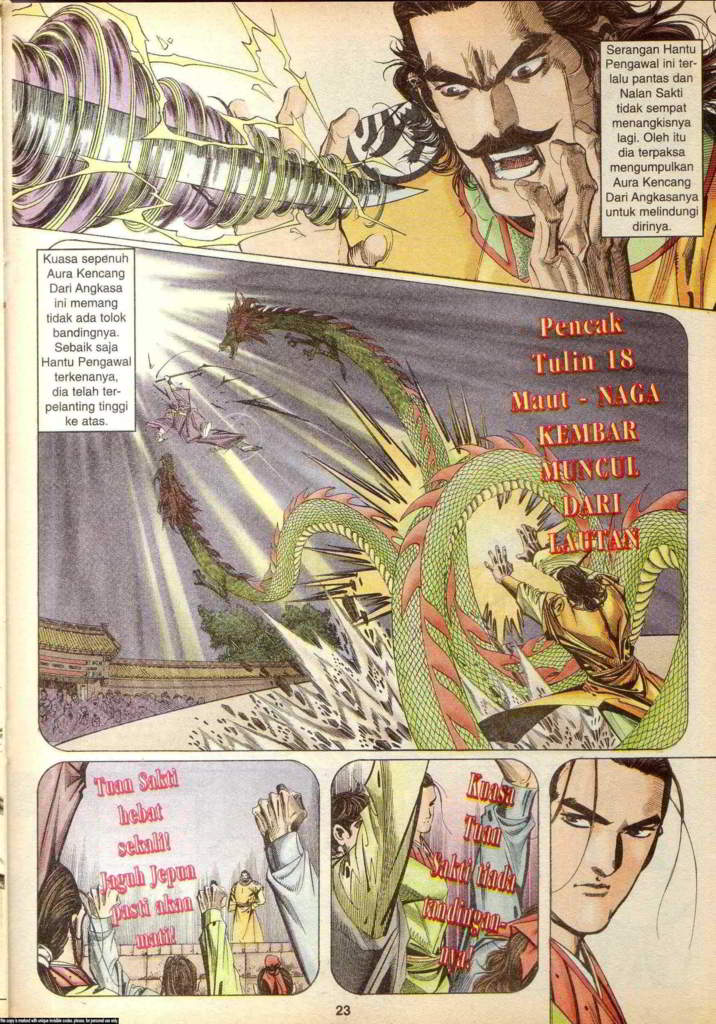 Serangan Hantu
Pengawal ini ter-
lalu pantas dan
Nalan Sakti
tidak sempat
menangkisnya
lagi. Oleh itu
dia terpaksa
mengumpulkan
Aura Kencang
Dari Angkasanya
untuk melindungi
dirinya.
Kuasa sepenuh
Aura Kencang
Dari Angkasa
ini memang
tidak ada tolok
bandingnya.
Sebaik saja
Hantu Pengawal
terkenanya,
dia telah ter-
pelanting tinggi
ke atas.
Pencak
Tulin 18
Maut - NAGA
KEMBAR
MUNCUL
DARI
LAUTAN
Tuan Sakti
hebat
sekali!
Jaguh Jepun
pasti akan
mati!
Kuasa
Tuan
Sakti tiada
tandingan-
nya!
23